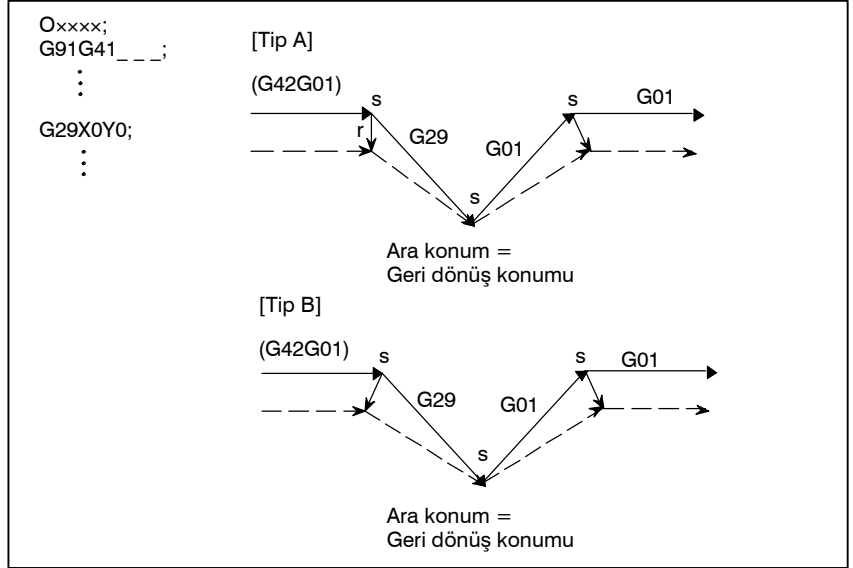 O××××;
G91G41_ _ _;
G29X0Y0;
[Tip A]
(G42G01)
s
r
G29
s
G01
s
G01
Ara konum =
Geri dönüş konumu
[Tip B]
(G42G01)
s
G29
s
G01
s
G01
Ara konum =
Geri dönüş konumu